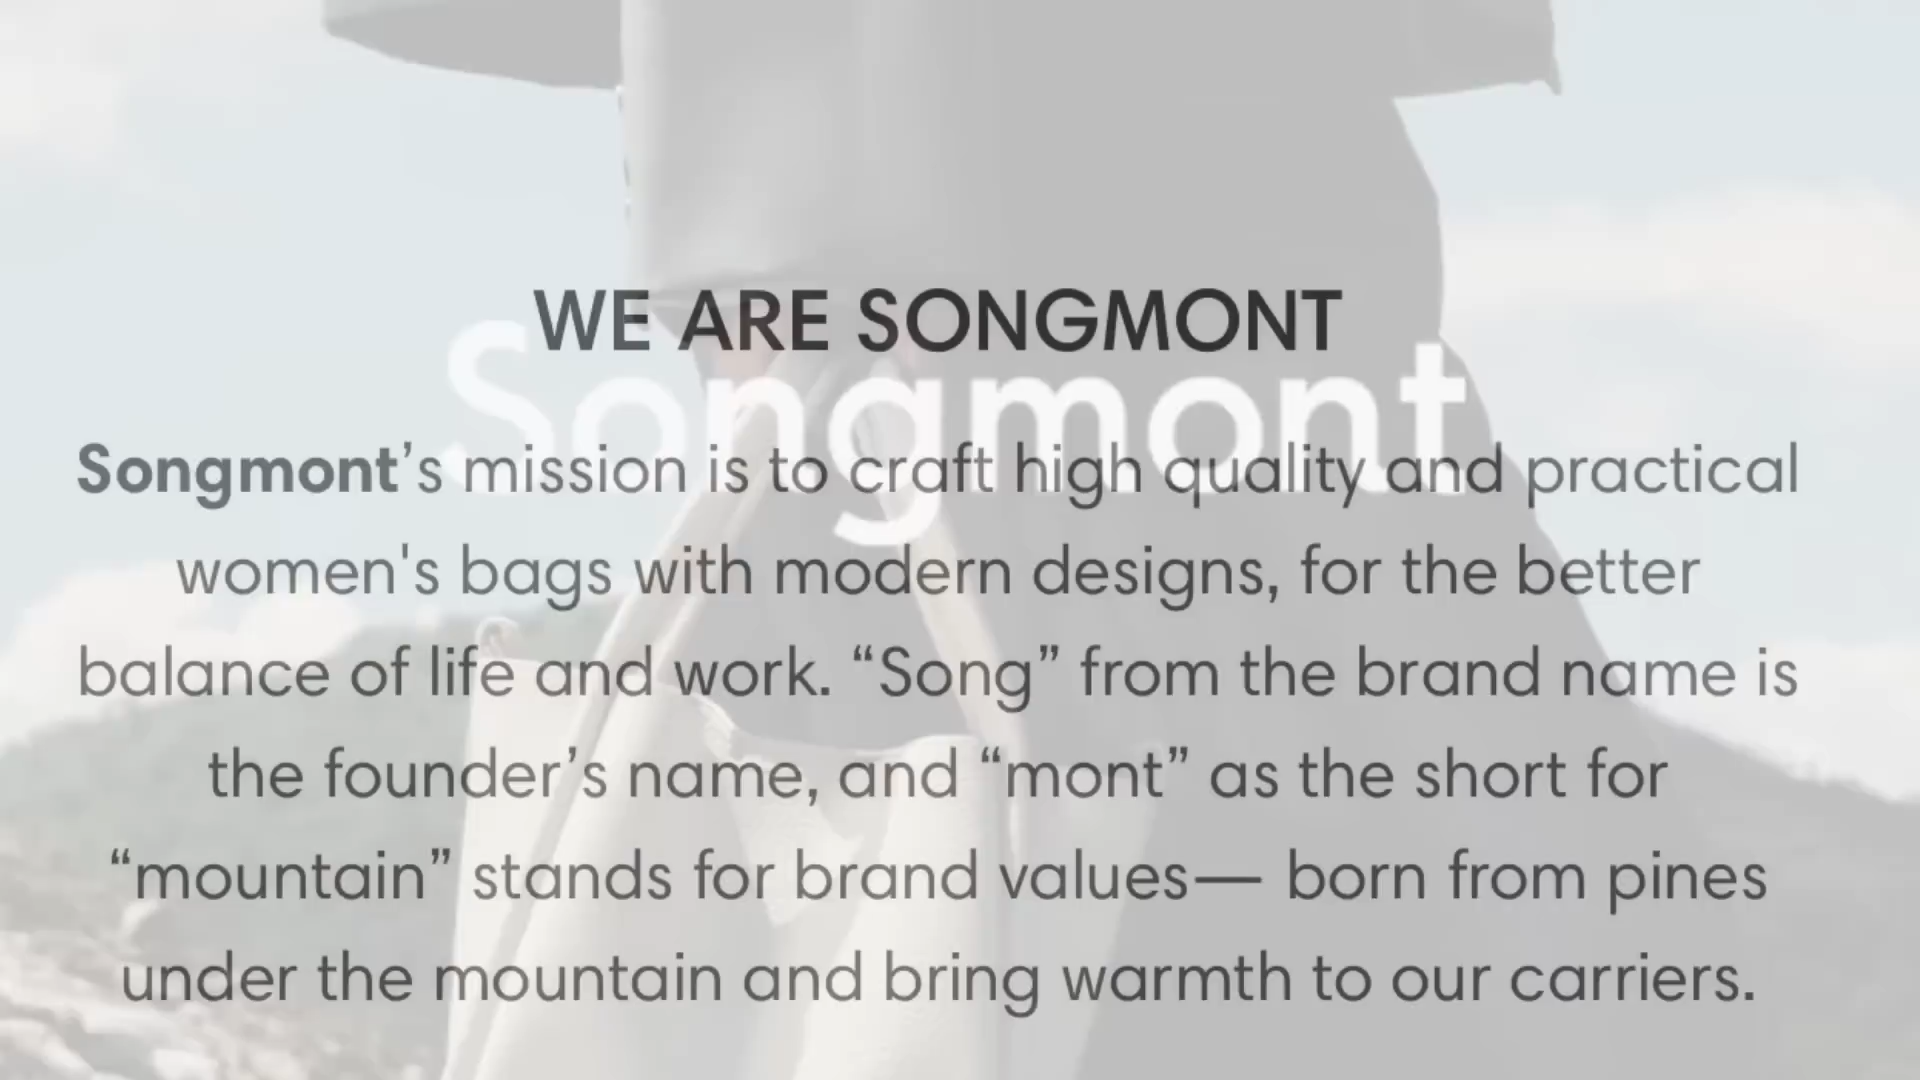 WE ARE SONGMONT
Songmont
Songmont’s mission is to craft high quality and practical
women's bags with modern designs, for the better
balance of life and work. “Song” from the brand name is
the founder’s name, and “mont” as the short for
“mountain” stands for brand values— born from pines
under the mountain and bring warmth to our carriers.